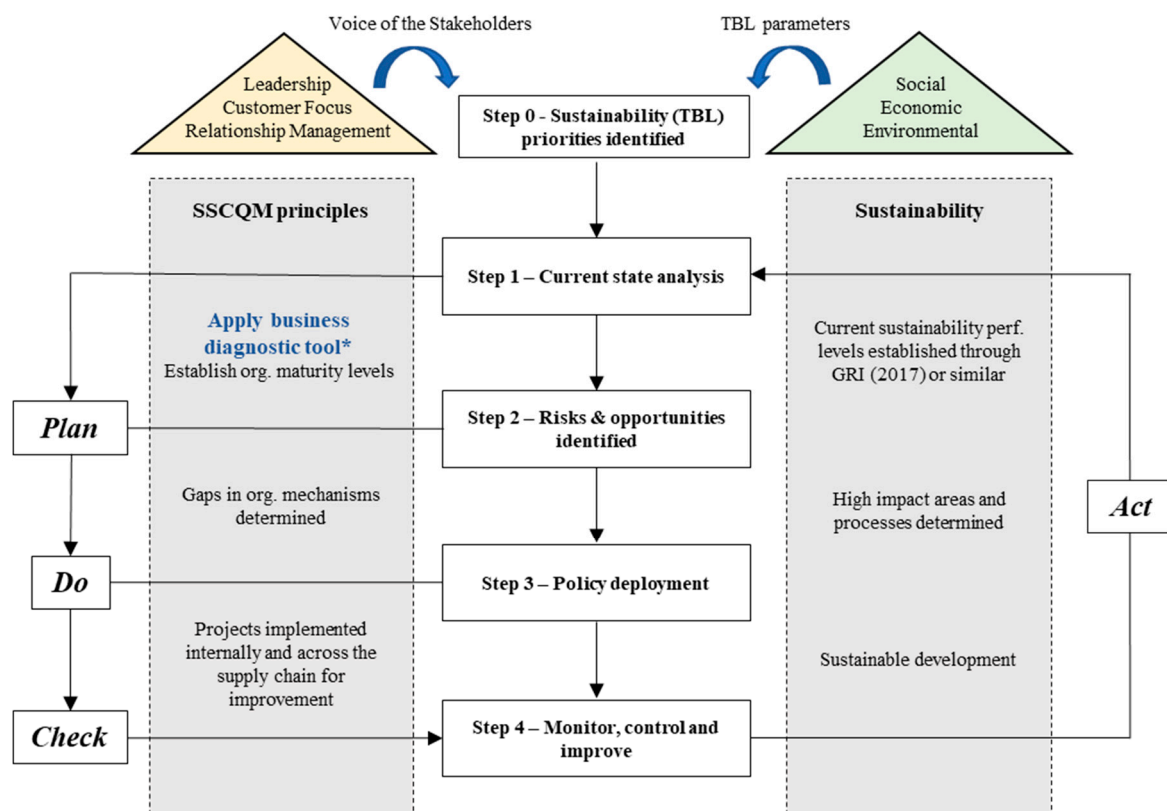 Voice of the Stakeholders
TBL parameters
Leadership
Customer Focus
Relationship Management
Step 0 - Sustainability (TBL)
priorities identified
Social
Economic
Environmental
SSCQM principles
Sustainability
Step 1 – Current state analysis
Apply business
diagnostic tool*
Establish org. maturity levels
Current sustainability perf.
levels established through
GRI (2017) or similar
Plan
Step 2 – Risks & opportunities
identified
Gaps in org. mechanisms
determined
High impact areas and
processes determined
Act
Do
Step 3 – Policy deployment
Projects implemented
internally and across the
supply chain for
improvement
Sustainable development
Check
Step 4 – Monitor, control and
improve